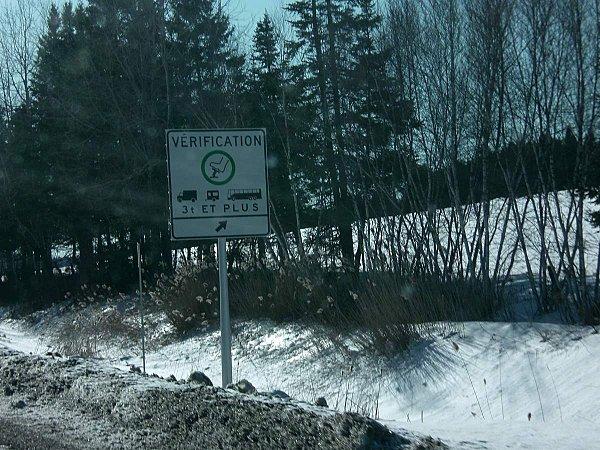 VÉRIFICATION
3t ET PLUS